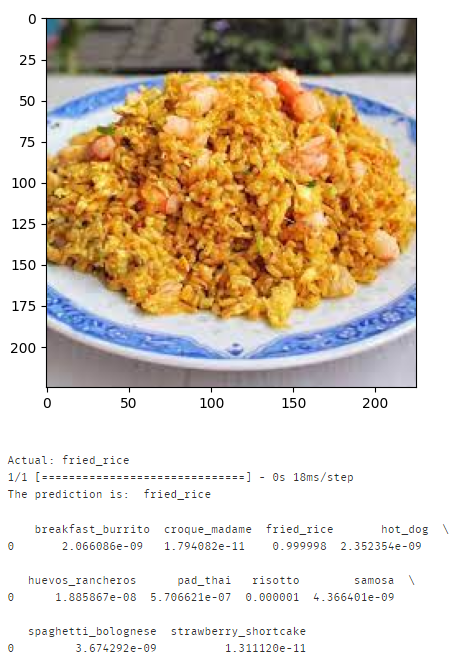 0
25
50
75
100
125
150
175
200
0 50 100 150 200
Actual: fried_rice
1/1 [==============================] - 0s 18ms/step
The prediction is:  fried_rice
breakfast_burrito croque_madame fried_rice hot_dog \
0 2.066086e-09 1.794082e-11 0.999998 2.352354e-09
huevos_rancheros pad_thai risotto samosa \
0 1.885867e-08 5.706621e-07 0.000001 4.366401e-09
spaghetti_bolognese strawberry_shortcake
0 3.674292e-09 1.311120e-11